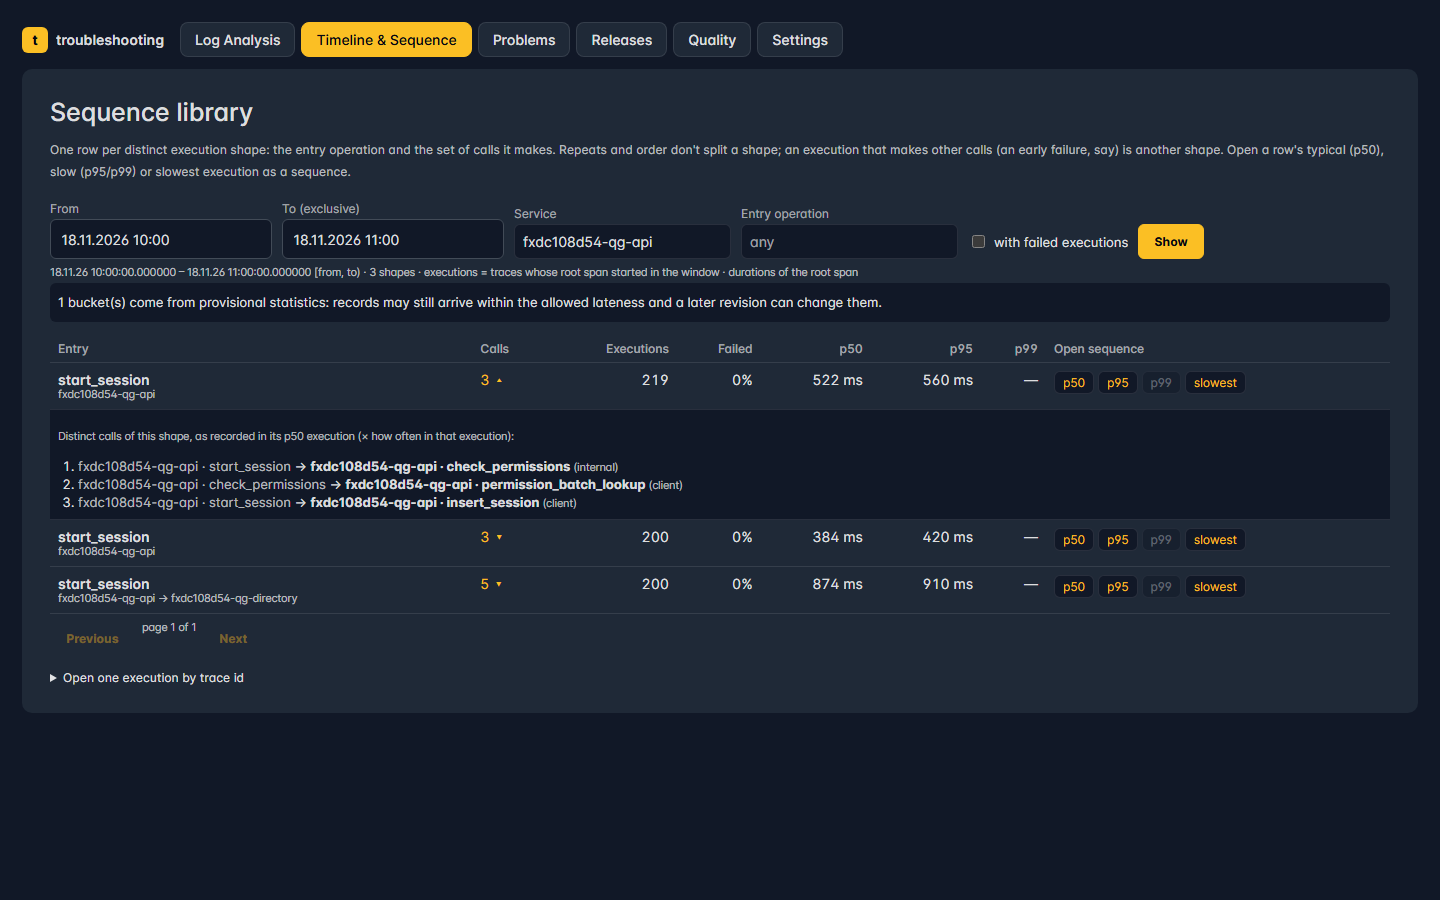 t troubleshooting Log Analysis Timeline & Sequence Problems Releases Quality Settings
Sequence library
One row per distinct execution shape: the entry operation and the set of calls it makes. Repeats and order don't split a shape; an execution that makes other calls (an early failure, say) is another shape. Open a row's typical (p50),
slow (p95/p99) or slowest execution as a sequence.
From To (exclusive) Service Entry operation
18.11.2026 10:00 18.11.2026 11:00 fxdc108d54-qg-api any with failed executions Show
18.11.26 10:00:00.000000 – 18.11.26 11:00:00.000000 [from, to) · 3 shapes · executions = traces whose root span started in the window · durations of the root span
1 bucket(s) come from provisional statistics: records may still arrive within the allowed lateness and a later revision can change them.
Entry Calls Executions Failed p50 p95 p99 Open sequence
start_session 3 ▲ 219 0% 522 ms 560 ms — p50 p95 p99 slowest
fxdc108d54-qg-api
Distinct calls of this shape, as recorded in its p50 execution (× how often in that execution):
1. fxdc108d54-qg-api · start_session → fxdc108d54-qg-api · check_permissions (internal)
2. fxdc108d54-qg-api · check_permissions → fxdc108d54-qg-api · permission_batch_lookup (client)
3. fxdc108d54-qg-api · start_session → fxdc108d54-qg-api · insert_session (client)
start_session 3 ▼ 200 0% 384 ms 420 ms — p50 p95 p99 slowest
fxdc108d54-qg-api
start_session 5 ▼ 200 0% 874 ms 910 ms — p50 p95 p99 slowest
fxdc108d54-qg-api → fxdc108d54-qg-directory
Previous page 1 of 1 Next
▶ Open one execution by trace id